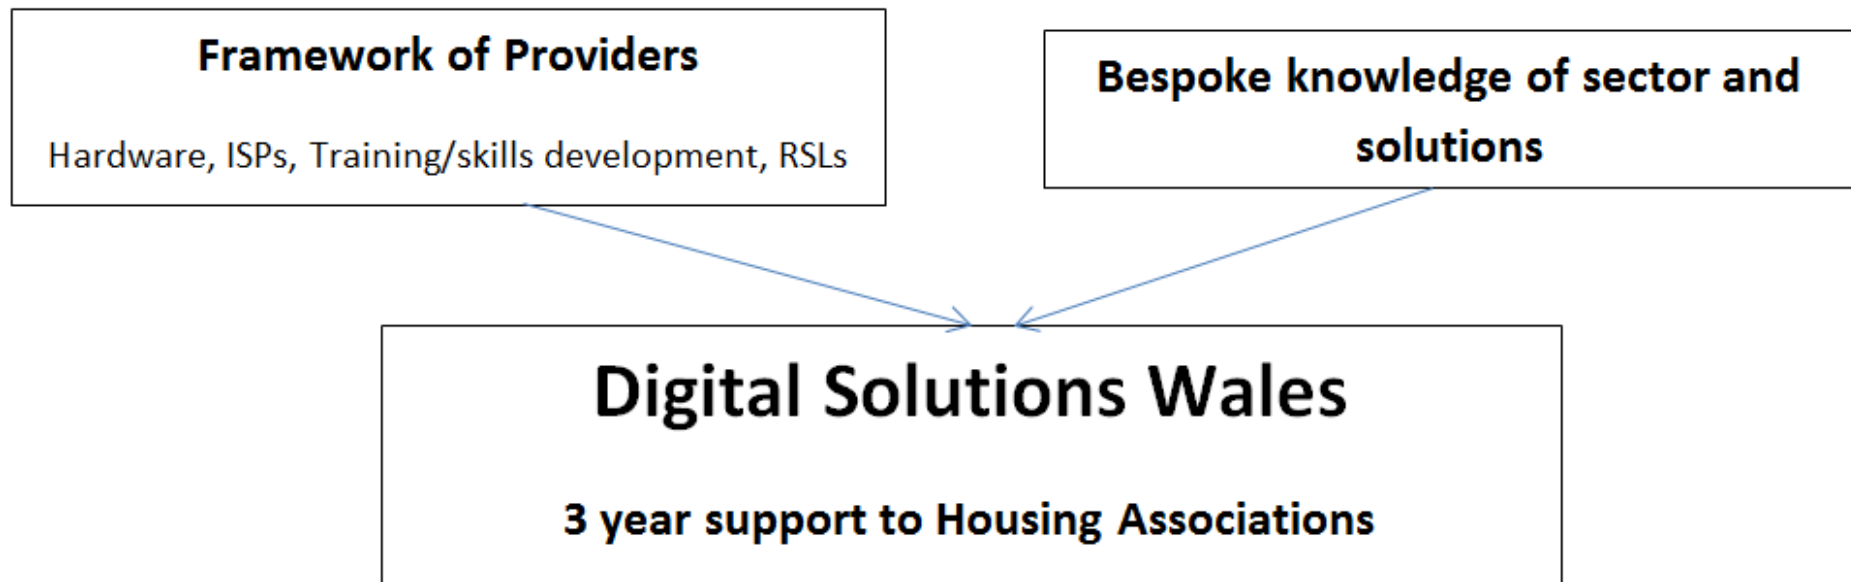 Framework of Providers
Hardware, ISPs, Training/skills development, RSLs
Bespoke knowledge of sector and
solutions
Digital Solutions Wales
3 year support to Housing Associations